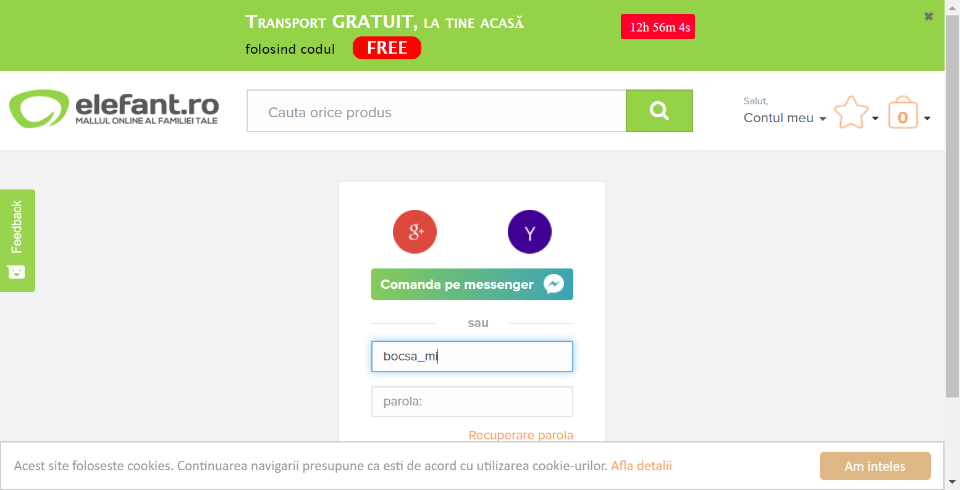 Transport GRATUIT, la tine acasă
12h 56m 4s
folosind codul FREE
elefant.ro
MALLUL ONLINE AL FAMILIEI TALE
Cauta orice produs
Salut,
Contul meu
0
Feedback
g+
Y
Comanda pe messenger
sau
bocsa_mi
parola:
Recuperare parola
Acest site foloseste cookies. Continuarea navigarii presupune ca esti de acord cu utilizarea cookie-urilor. Afla detalii
Am inteles